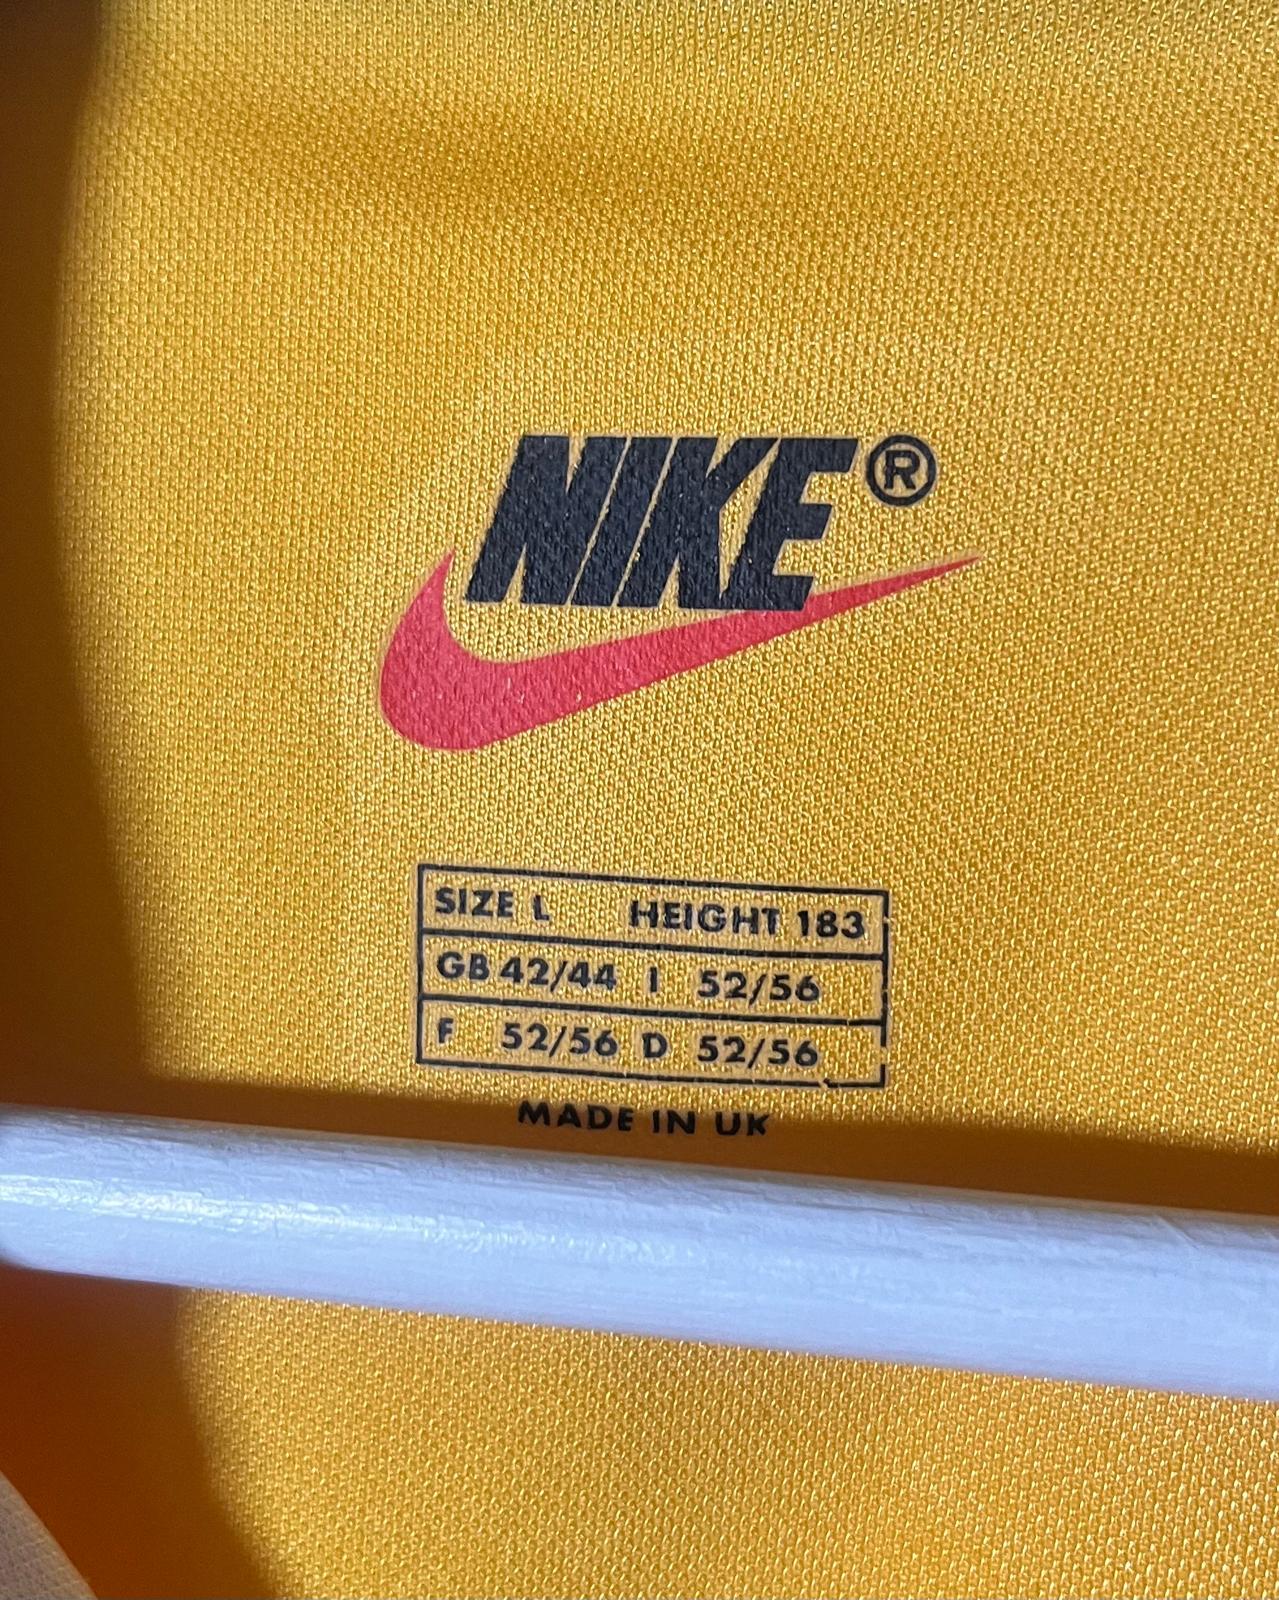 NIKE®
SIZE L HEIGHT 183
GB 42/44 I 52/56
F 52/56 D 52/56
MADE IN UK